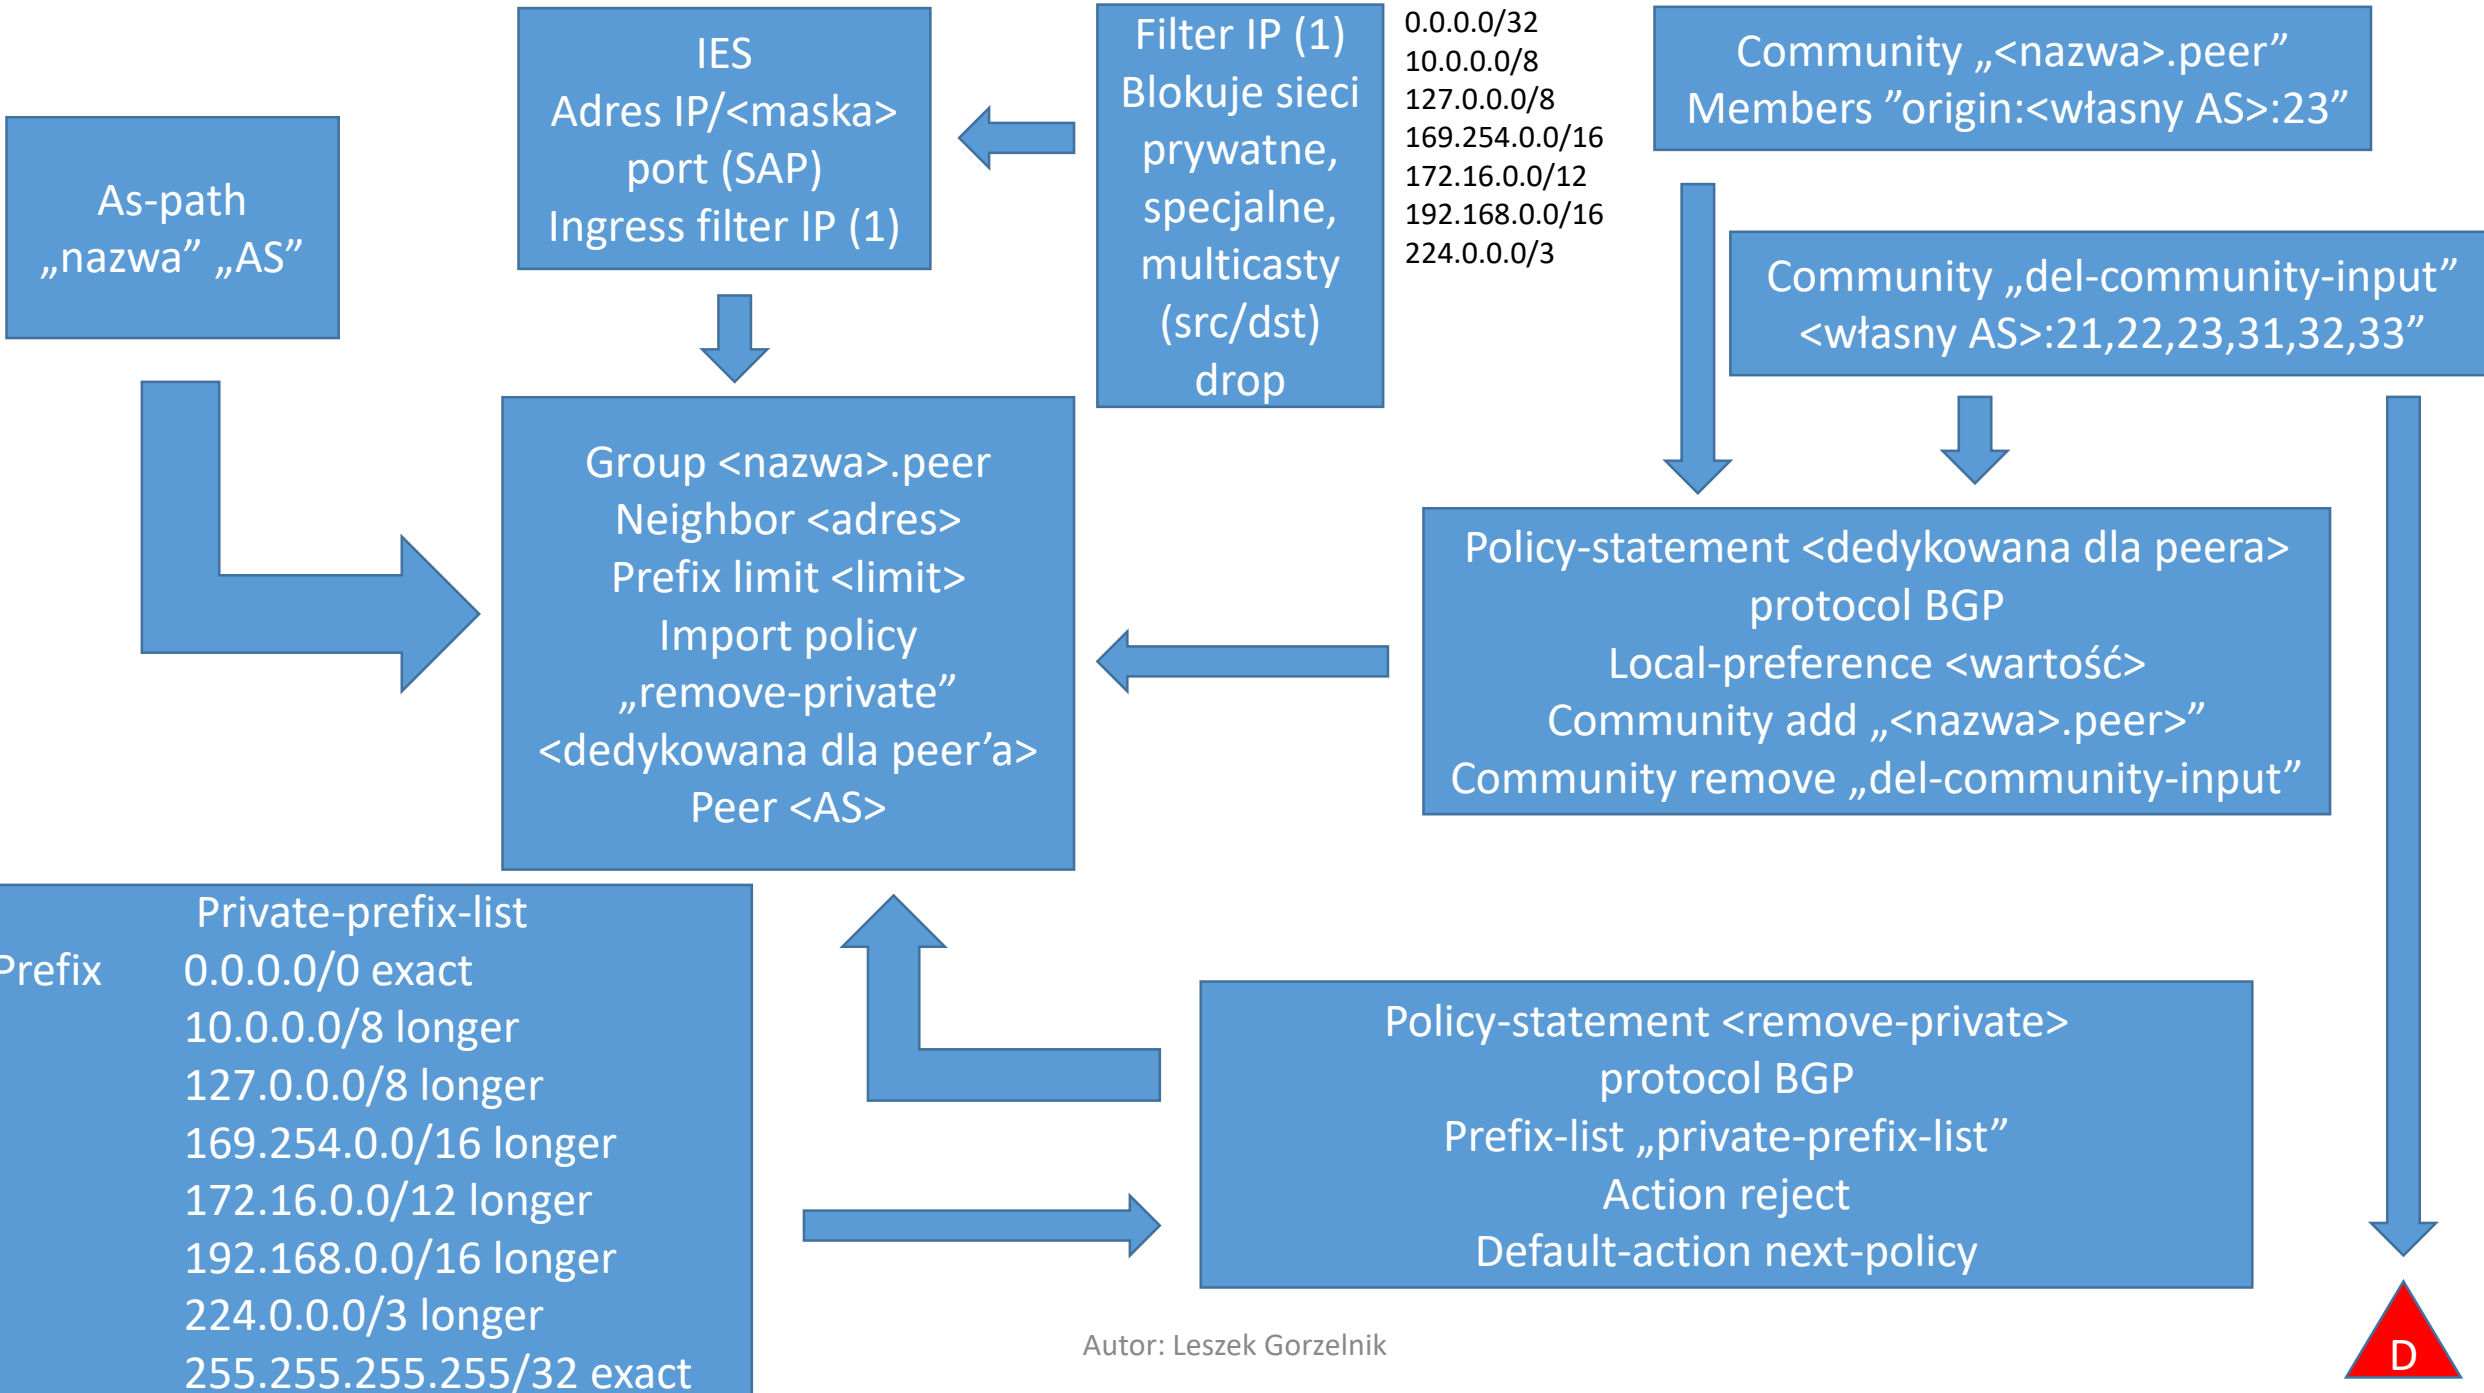 As-path
„nazwa” „AS”
IES
Adres IP/<maska>
port (SAP)
Ingress filter IP (1)
Filter IP (1)
Blokuje sieci
prywatne,
specjalne,
multicasty
(src/dst)
drop
0.0.0.0/32
10.0.0.0/8
127.0.0.0/8
169.254.0.0/16
172.16.0.0/12
192.168.0.0/16
224.0.0.0/3
Community „<nazwa>.peer”
Members ”origin:<własny AS>:23”
Community „del-community-input”
<własny AS>:21,22,23,31,32,33”
Group <nazwa>.peer
Neighbor <adres>
Prefix limit <limit>
Import policy
„remove-private”
<dedykowana dla peer’a>
Peer <AS>
Policy-statement <dedykowana dla peera>
protocol BGP
Local-preference <wartość>
Community add „<nazwa>.peer>”
Community remove „del-community-input”
Private-prefix-list
Prefix 0.0.0.0/0 exact
10.0.0.0/8 longer
127.0.0.0/8 longer
169.254.0.0/16 longer
172.16.0.0/12 longer
192.168.0.0/16 longer
224.0.0.0/3 longer
255.255.255.255/32 exact
Policy-statement <remove-private>
protocol BGP
Prefix-list „private-prefix-list”
Action reject
Default-action next-policy
Autor: Leszek Gorzelnik
D